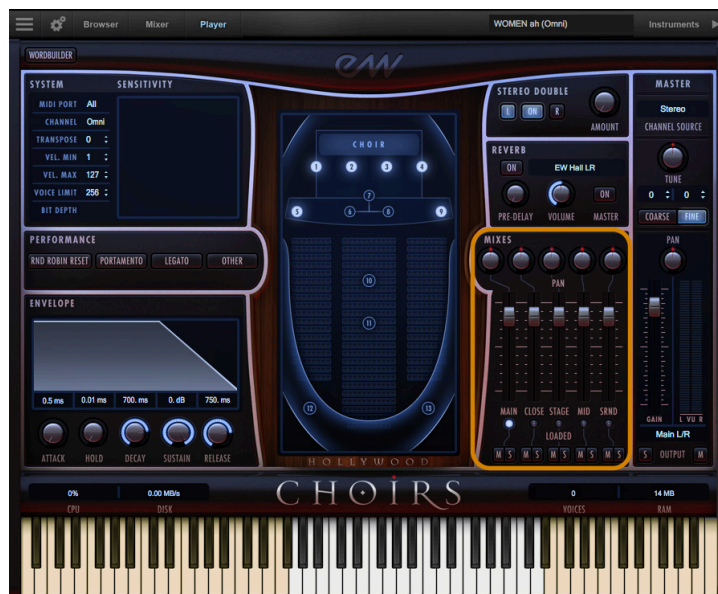 Browser Mixer Player WOMEN ah (Omni) Instruments
WORDBUILDER
EW
SYSTEM SENSITIVITY
MIDI PORT All
CHANNEL Omni
TRANSPOSE 0
VEL. MIN 1
VEL. MAX 127
VOICE LIMIT 256
BIT DEPTH
PERFORMANCE
RND ROBIN RESET PORTAMENTO LEGATO OTHER
ENVELOPE
0.5 ms 0.01 ms 700. ms 0. dB 750. ms
ATTACK HOLD DECAY SUSTAIN RELEASE
CHOIR
1 2 3 4
7
5 6 8 9
10
11
12 13
HOLLYWOOD
CHOIRS
STEREO DOUBLE
L ON R
AMOUNT
REVERB
ON EW Hall LR
PRE-DELAY VOLUME ON MASTER
MIXES
PAN
MAIN CLOSE STAGE MID SRND
LOADED
M S M S M S M S M S
MASTER
Stereo
CHANNEL SOURCE
TUNE
0 0
COARSE FINE
PAN
GAIN L VU R
Main L/R
S OUTPUT M
0% 0.00 MB/s
CPU DISK
0 14 MB
VOICES RAM